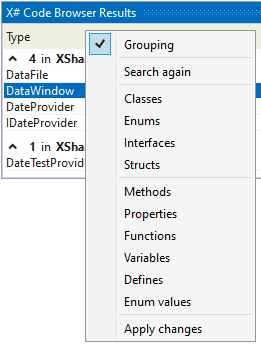 X# Code Browser Results
Type
Grouping
4 in XSha
Search again
DataFile
DataWindow
Classes
DateProvider
Enums
IDateProvider
Interfaces
1 in XSha
Structs
DateTestProvid
Methods
Properties
Functions
Variables
Defines
Enum values
Apply changes